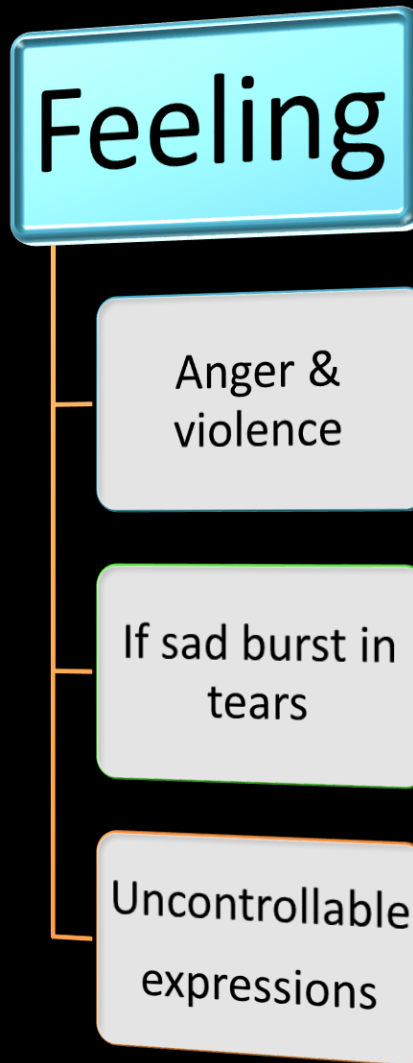 Feeling
Anger &
violence
If sad burst in
tears
Uncontrollable
expressions